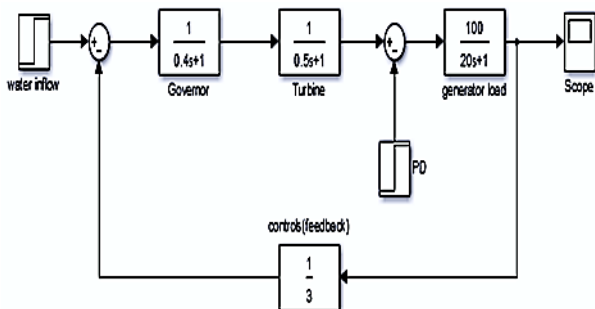 1
0.4s+1
1
0.5s+1
100
20s+1
water inflow
Governor
Turbine
generator load
Scope
PD
controls(feedback)
1
3